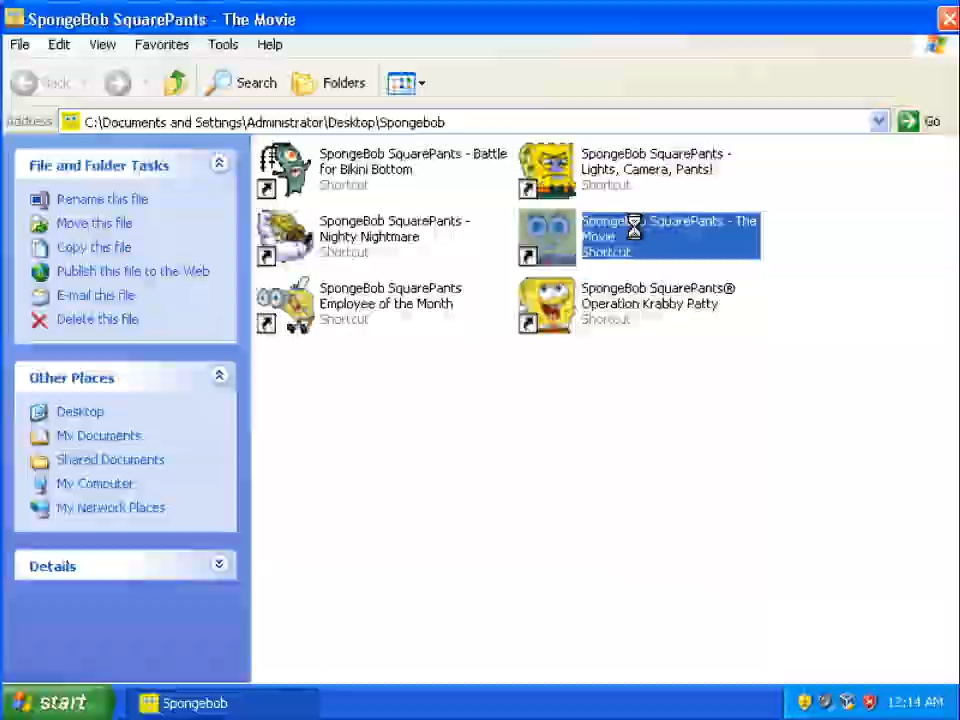 SpongeBob SquarePants - The Movie
File Edit View Favorites Tools Help
Back Search Folders
Address C:\Documents and Settings\Administrator\Desktop\Spongebob Go
File and Folder Tasks
Rename this file
Move this file
Copy this file
Publish this file to the Web
E-mail this file
Delete this file
Other Places
Desktop
My Documents
Shared Documents
My Computer
My Network Places
Details
SpongeBob SquarePants - Battle
for Bikini Bottom
Shortcut
SpongeBob SquarePants -
Lights, Camera, Pants!
Shortcut
SpongeBob SquarePants -
Nighty Nightmare
Shortcut
SpongeBob SquarePants - The
Movie
Shortcut
SpongeBob SquarePants
Employee of the Month
Shortcut
SpongeBob SquarePants®
Operation Krabby Patty
Shortcut
start Spongebob 12:14 AM